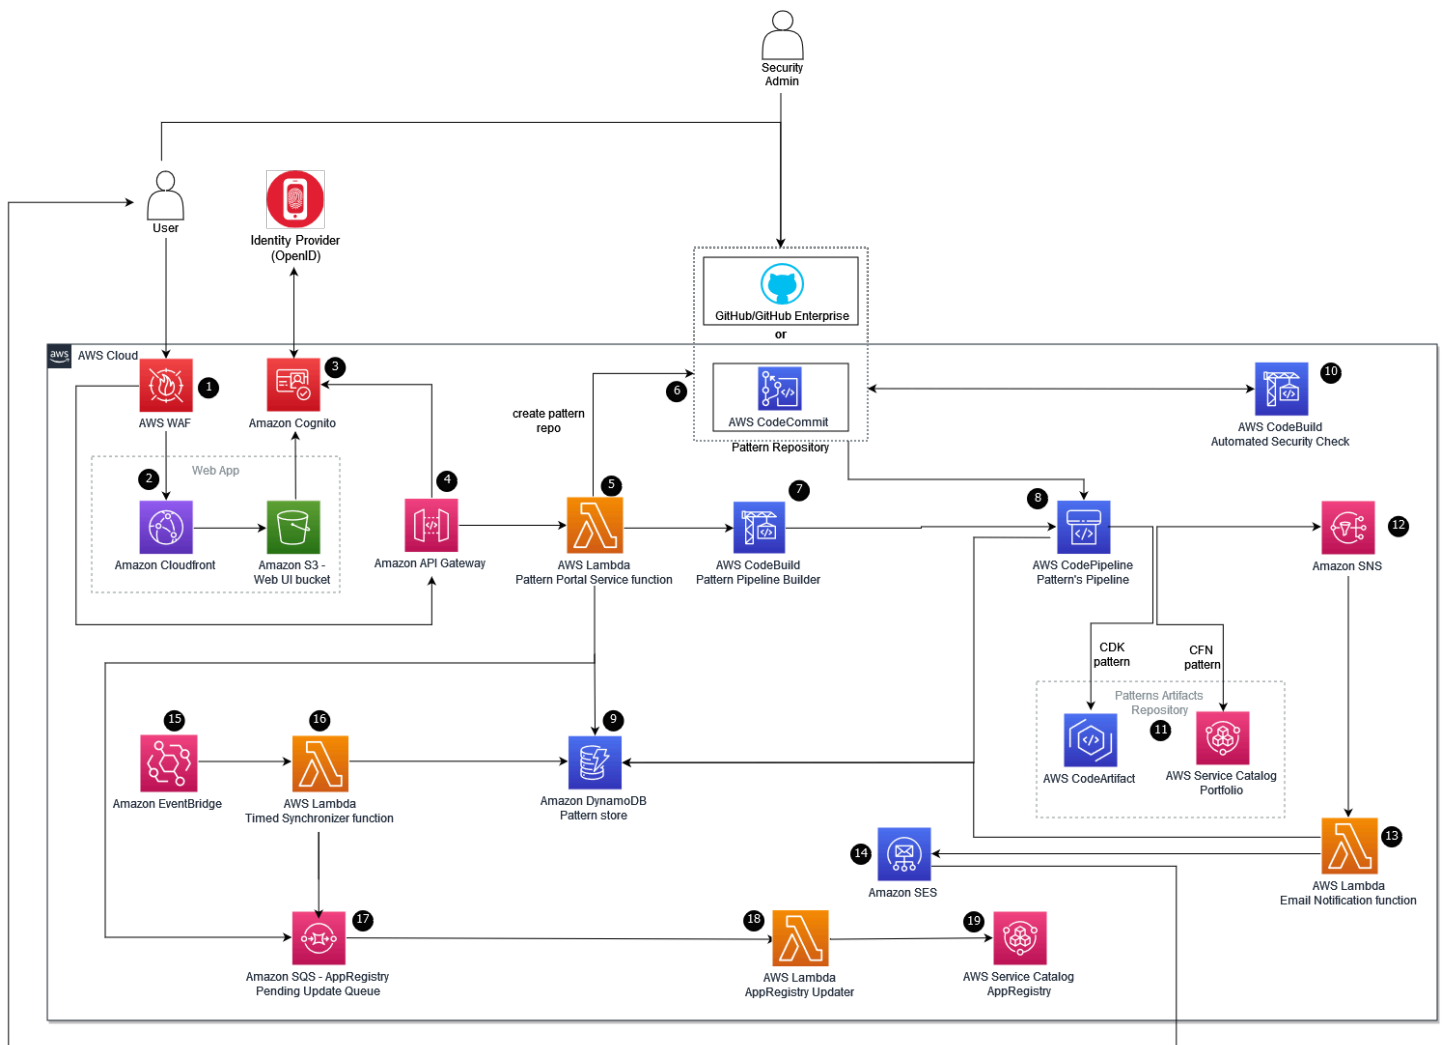 Security
Admin
User
Identity Provider
(OpenID)
GitHub/GitHub Enterprise
or
aws
AWS Cloud
1
AWS WAF
3
Amazon Cognito
create pattern
repo
6
AWS CodeCommit
Pattern Repository
10
AWS CodeBuild
Automated Security Check
Web App
2
Amazon Cloudfront
Amazon S3 -
Web UI bucket
4
Amazon API Gateway
5
AWS Lambda
Pattern Portal Service function
7
AWS CodeBuild
Pattern Pipeline Builder
8
AWS CodePipeline
Pattern's Pipeline
12
Amazon SNS
CDK
pattern
CFN
pattern
Patterns Artifacts
Repository
11
AWS CodeArtifact
AWS Service Catalog
Portfolio
15
Amazon EventBridge
16
AWS Lambda
Timed Synchronizer function
9
Amazon DynamoDB
Pattern store
14
Amazon SES
13
AWS Lambda
Email Notification function
17
Amazon SQS - AppRegistry
Pending Update Queue
18
AWS Lambda
AppRegistry Updater
19
AWS Service Catalog
AppRegistry